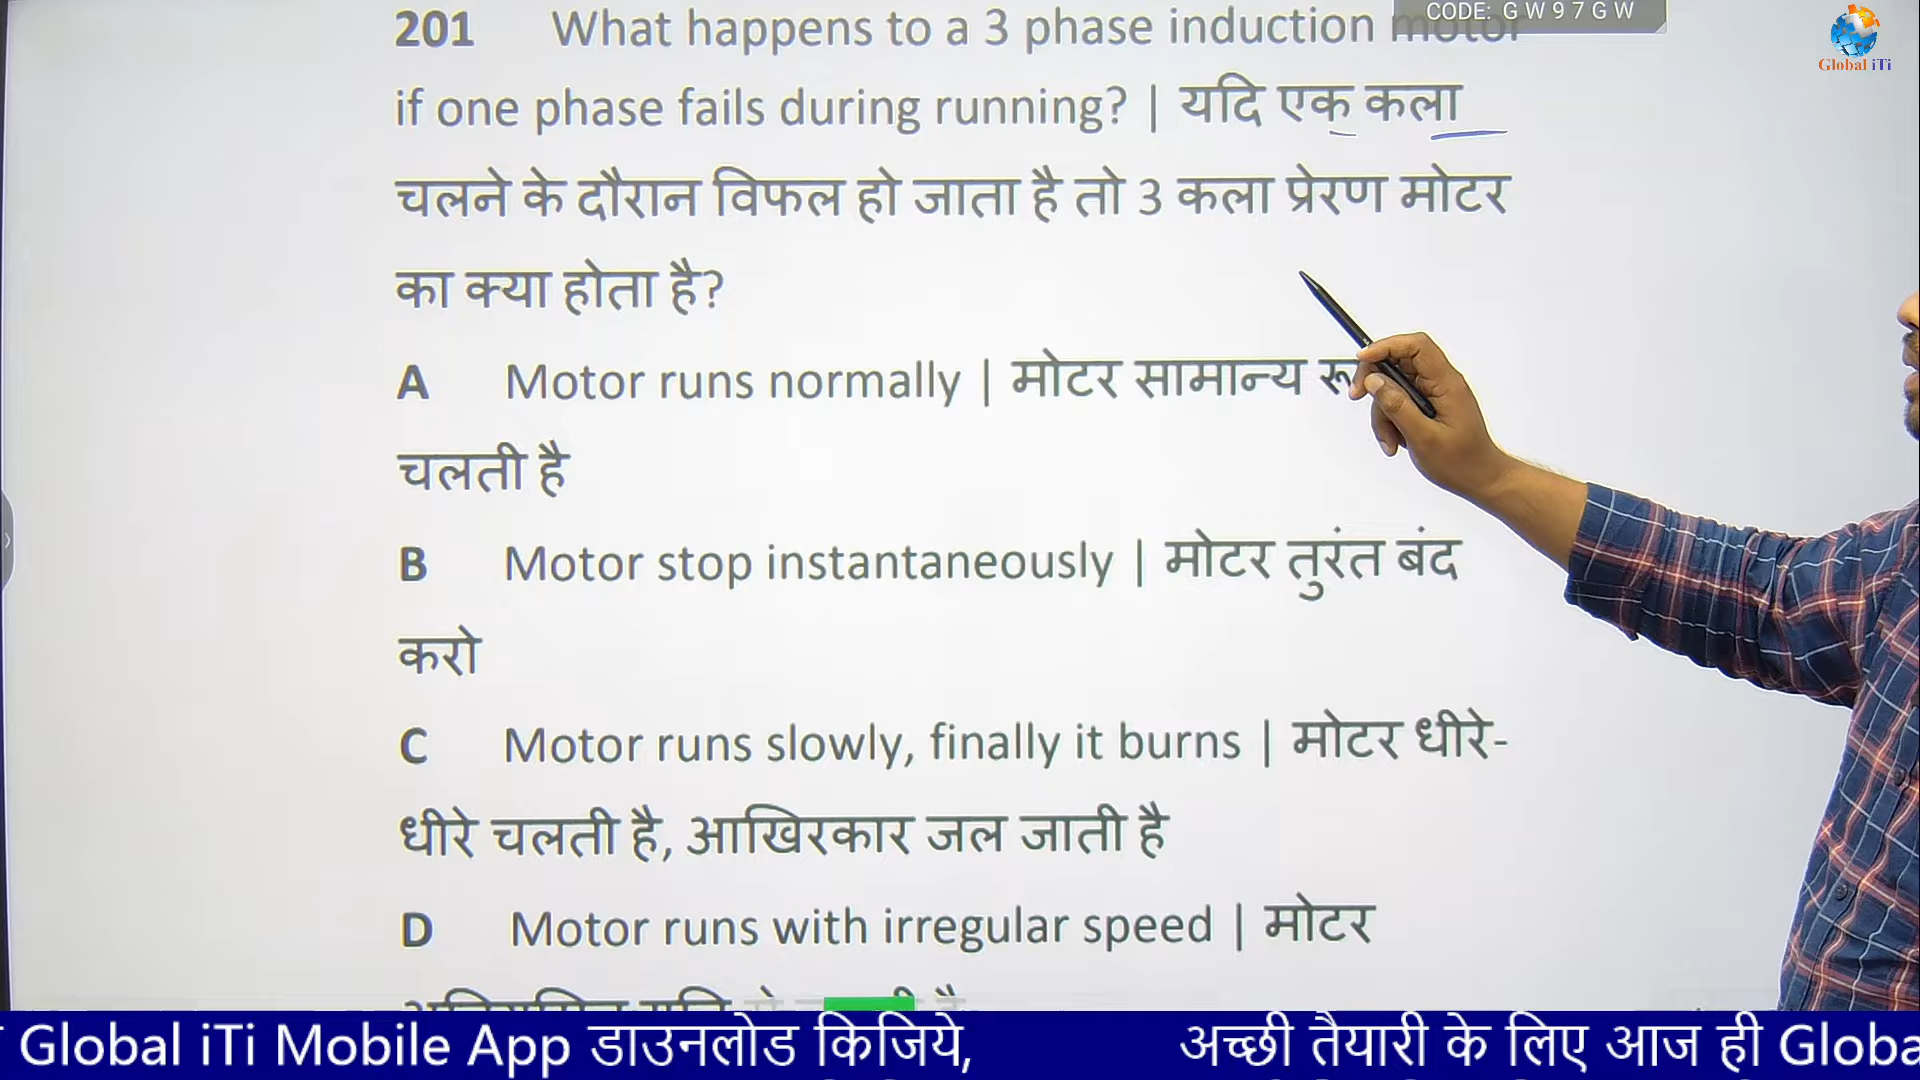 CODE: G W 9 7 G W
Global iTi
201 What happens to a 3 phase induction motor
if one phase fails during running? | यदि एक कला
चलने के दौरान विफल हो जाता है तो 3 कला प्रेरण मोटर
का क्या होता है?
A Motor runs normally | मोटर सामान्य
चलती है
B Motor stop instantaneously | मोटर तुरंत बंद
करो
C Motor runs slowly, finally it burns | मोटर धीरे-
धीरे चलती है, आखिरकार जल जाती है
D Motor runs with irregular speed | मोटर
Global iTi Mobile App डाउनलोड किजिये, अच्छी तैयारी के लिए आज ही Globa